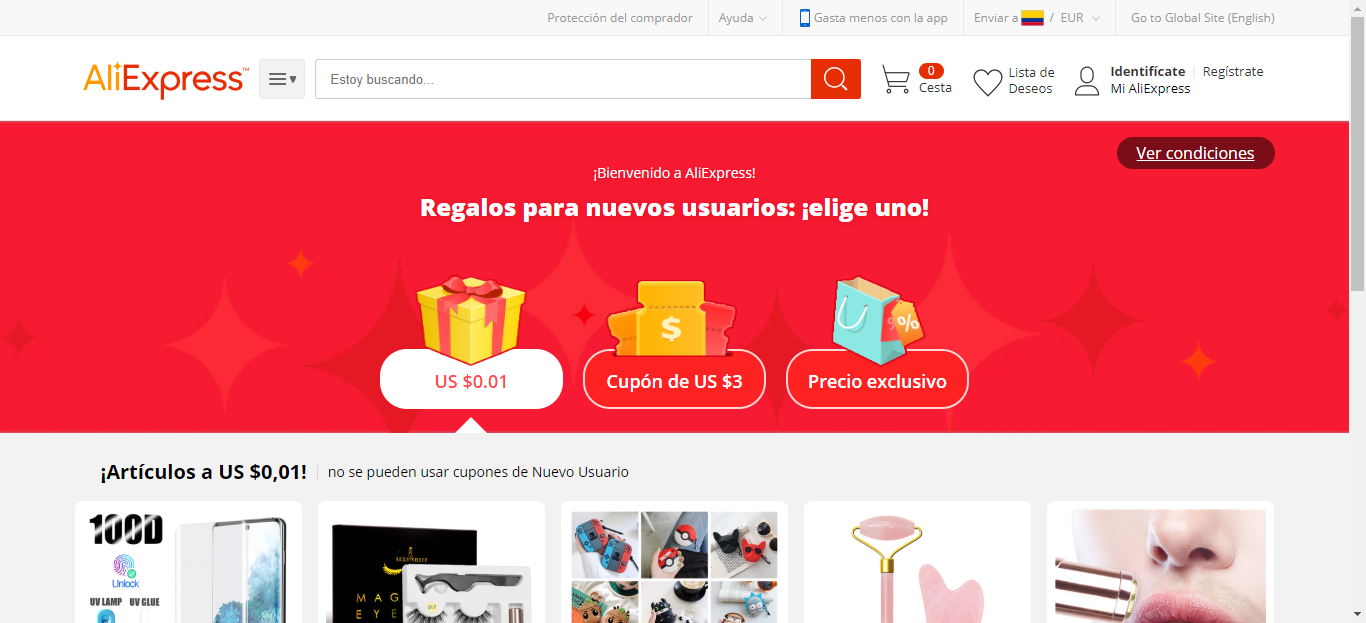 Protección del comprador
Ayuda
Gasta menos con la app
Enviar a / EUR
Go to Global Site (English)
AliExpress™
Estoy buscando...
0
Cesta
Lista de
Deseos
Identifícate
Regístrate
Mi AliExpress
Ver condiciones
¡Bienvenido a AliExpress!
Regalos para nuevos usuarios: ¡elige uno!
$
%
US $0.01
Cupón de US $3
Precio exclusivo
¡Artículos a US $0,01!
no se pueden usar cupones de Nuevo Usuario
100D
Unlock
UV LAMP UV GLUE
MAG
EYE